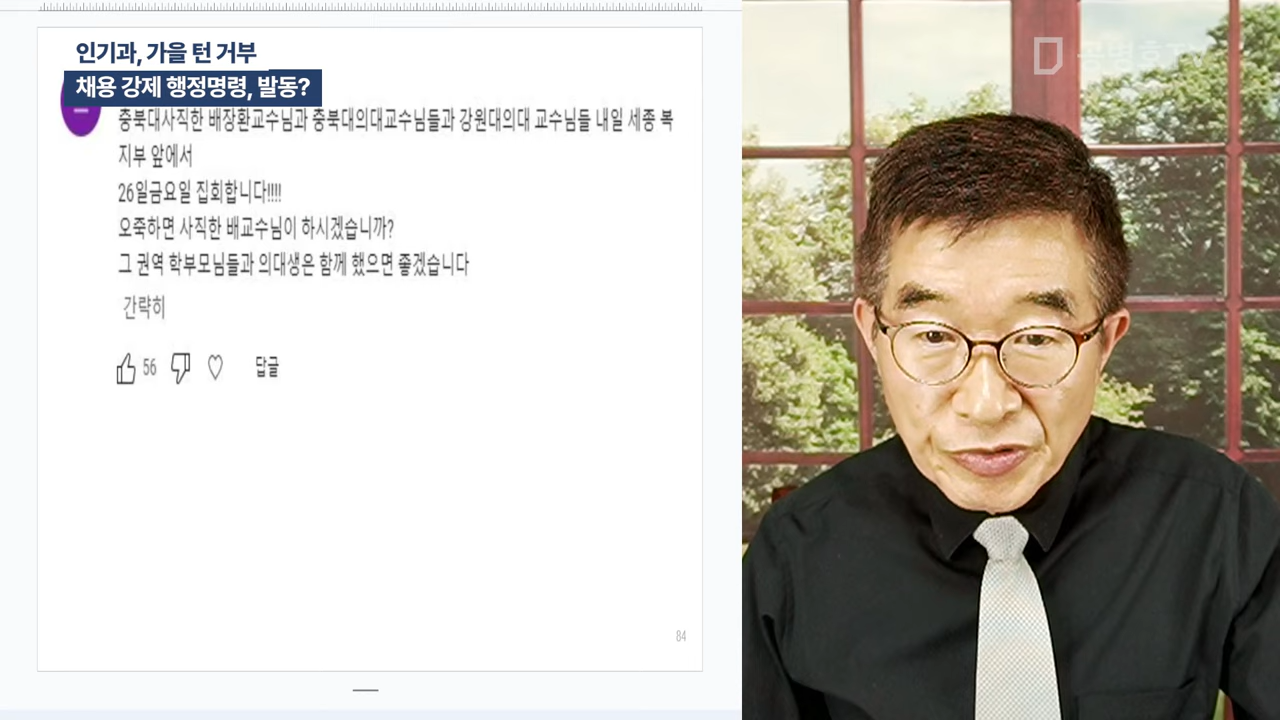 인기과, 가을 턴 거부
채용 강제 행정명령, 발동?
충북대사직한 배장환교수님과 충북대의대교수님들과 강원대의대 교수님들 내일 세종 복
지부 앞에서
26일금요일 집회합니다!!!!
오죽하면 사직한 배교수님이 하시겠습니까?
그 권역 학부모님들과 의대생은 함께 했으면 좋겠습니다
간략히
56 답글
84